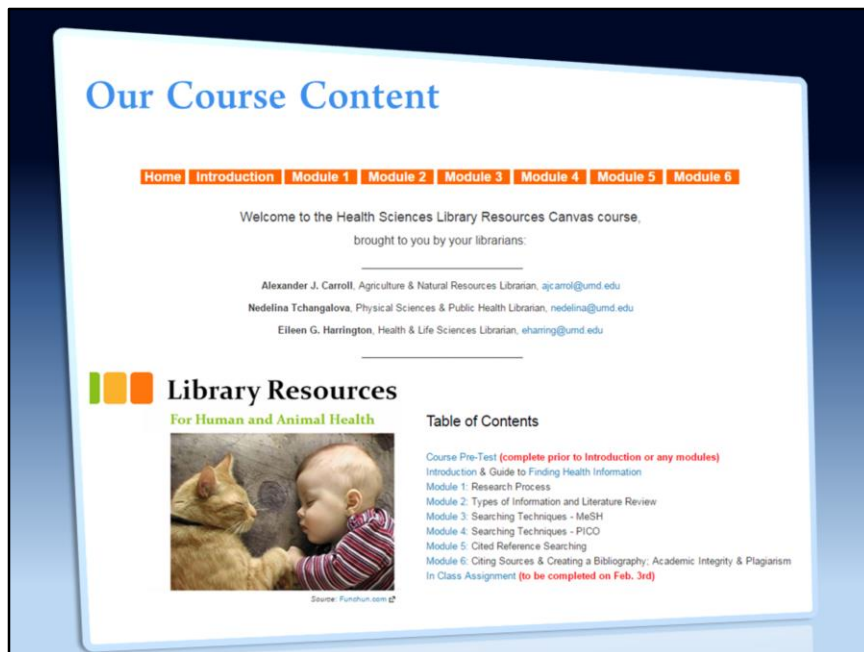 Our Course Content
Home Introduction Module 1 Module 2 Module 3 Module 4 Module 5 Module 6
Welcome to the Health Sciences Library Resources Canvas course,
brought to you by your librarians:
Alexander J. Carroll, Agriculture & Natural Resources Librarian, ajcarrol@umd.edu
Nedelina Tchangalova, Physical Sciences & Public Health Librarian, nedelina@umd.edu
Eileen G. Harrington, Health & Life Sciences Librarian, eharring@umd.edu
Library Resources
For Human and Animal Health
Source: Funshun.com
Table of Contents
Course Pre-Test (complete prior to Introduction or any modules)
Introduction & Guide to Finding Health Information
Module 1: Research Process
Module 2: Types of Information and Literature Review
Module 3: Searching Techniques - MeSH
Module 4: Searching Techniques - PICO
Module 5: Cited Reference Searching
Module 6: Citing Sources & Creating a Bibliography; Academic Integrity & Plagiarism
In Class Assignment (to be completed on Feb. 3rd)